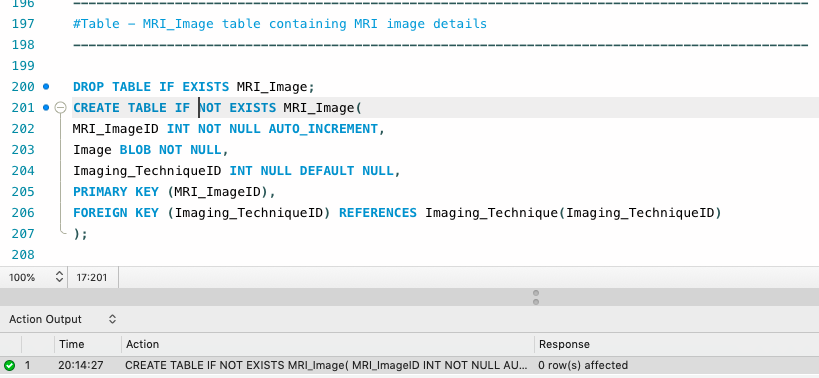 196 --------------------------------------------------------------------------------------------
197 #Table – MRI_Image table containing MRI image details
198 --------------------------------------------------------------------------------------------
199
200 DROP TABLE IF EXISTS MRI_Image;
201 CREATE TABLE IF NOT EXISTS MRI_Image(
202 MRI_ImageID INT NOT NULL AUTO_INCREMENT,
203 Image BLOB NOT NULL,
204 Imaging_TechniqueID INT NULL DEFAULT NULL,
205 PRIMARY KEY (MRI_ImageID),
206 FOREIGN KEY (Imaging_TechniqueID) REFERENCES Imaging_Technique(Imaging_TechniqueID)
207 );
208
100% 17:201
Action Output
Time Action Response
1 20:14:27 CREATE TABLE IF NOT EXISTS MRI_Image( MRI_ImageID INT NOT NULL AU... 0 row(s) affected